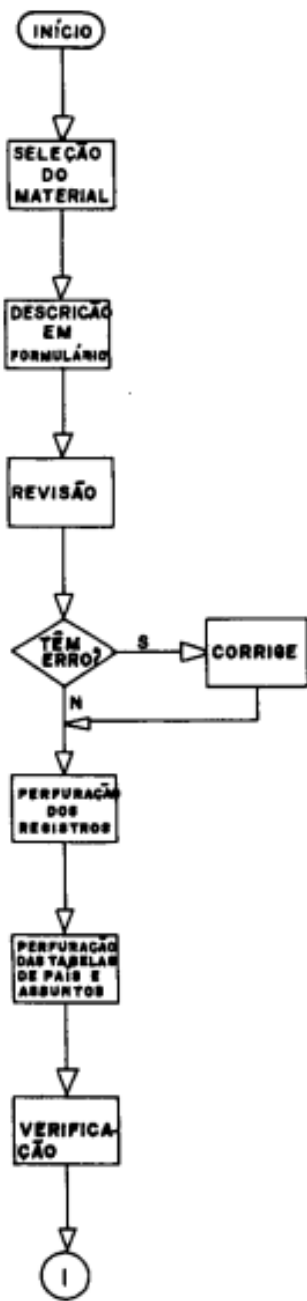 INÍCIO
SELEÇÃO
DO
MATERIAL
DESCRIÇÃO
EM
FORMULÁRIO
REVISÃO
TÊM
ERRO?
S
CORRIGE
N
PERFURAÇÃO
DOS
REGISTROS
PERFURAÇÃO
DAS TABELAS
DE PAÍS E
ASSUNTOS
VERIFICA-
ÇÃO
I